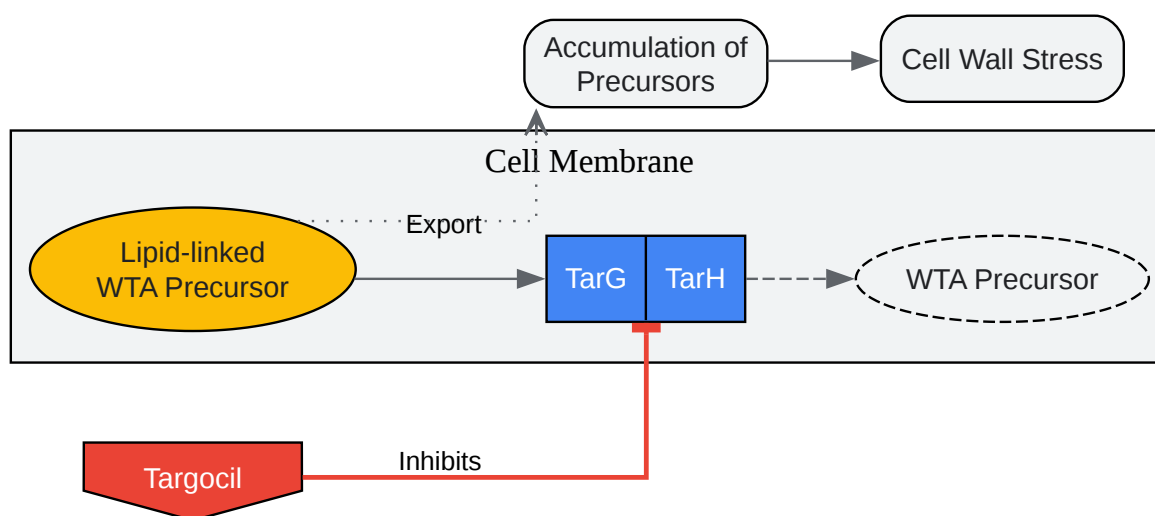 Accumulation of
Precursors
Cell Wall Stress
Cell Membrane
Export
Lipid-linked
WTA Precursor
TarG
TarH
WTA Precursor
Inhibits
Targocil